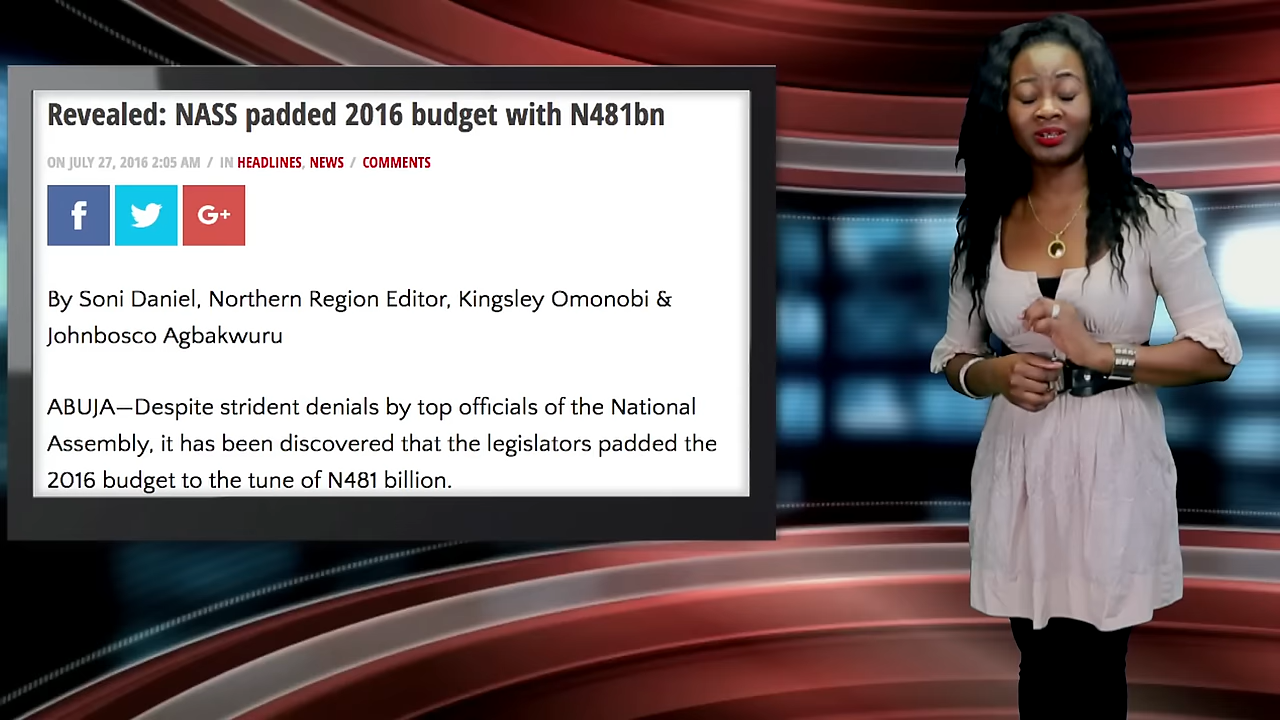 Revealed: NASS padded 2016 budget with N481bn
ON JULY 27, 2016 2:05 AM / IN HEADLINES, NEWS / COMMENTS
f G+
By Soni Daniel, Northern Region Editor, Kingsley Omonobi &
Johnbosco Agbakwuru
ABUJA—Despite strident denials by top officials of the National
Assembly, it has been discovered that the legislators padded the
2016 budget to the tune of N481 billion.